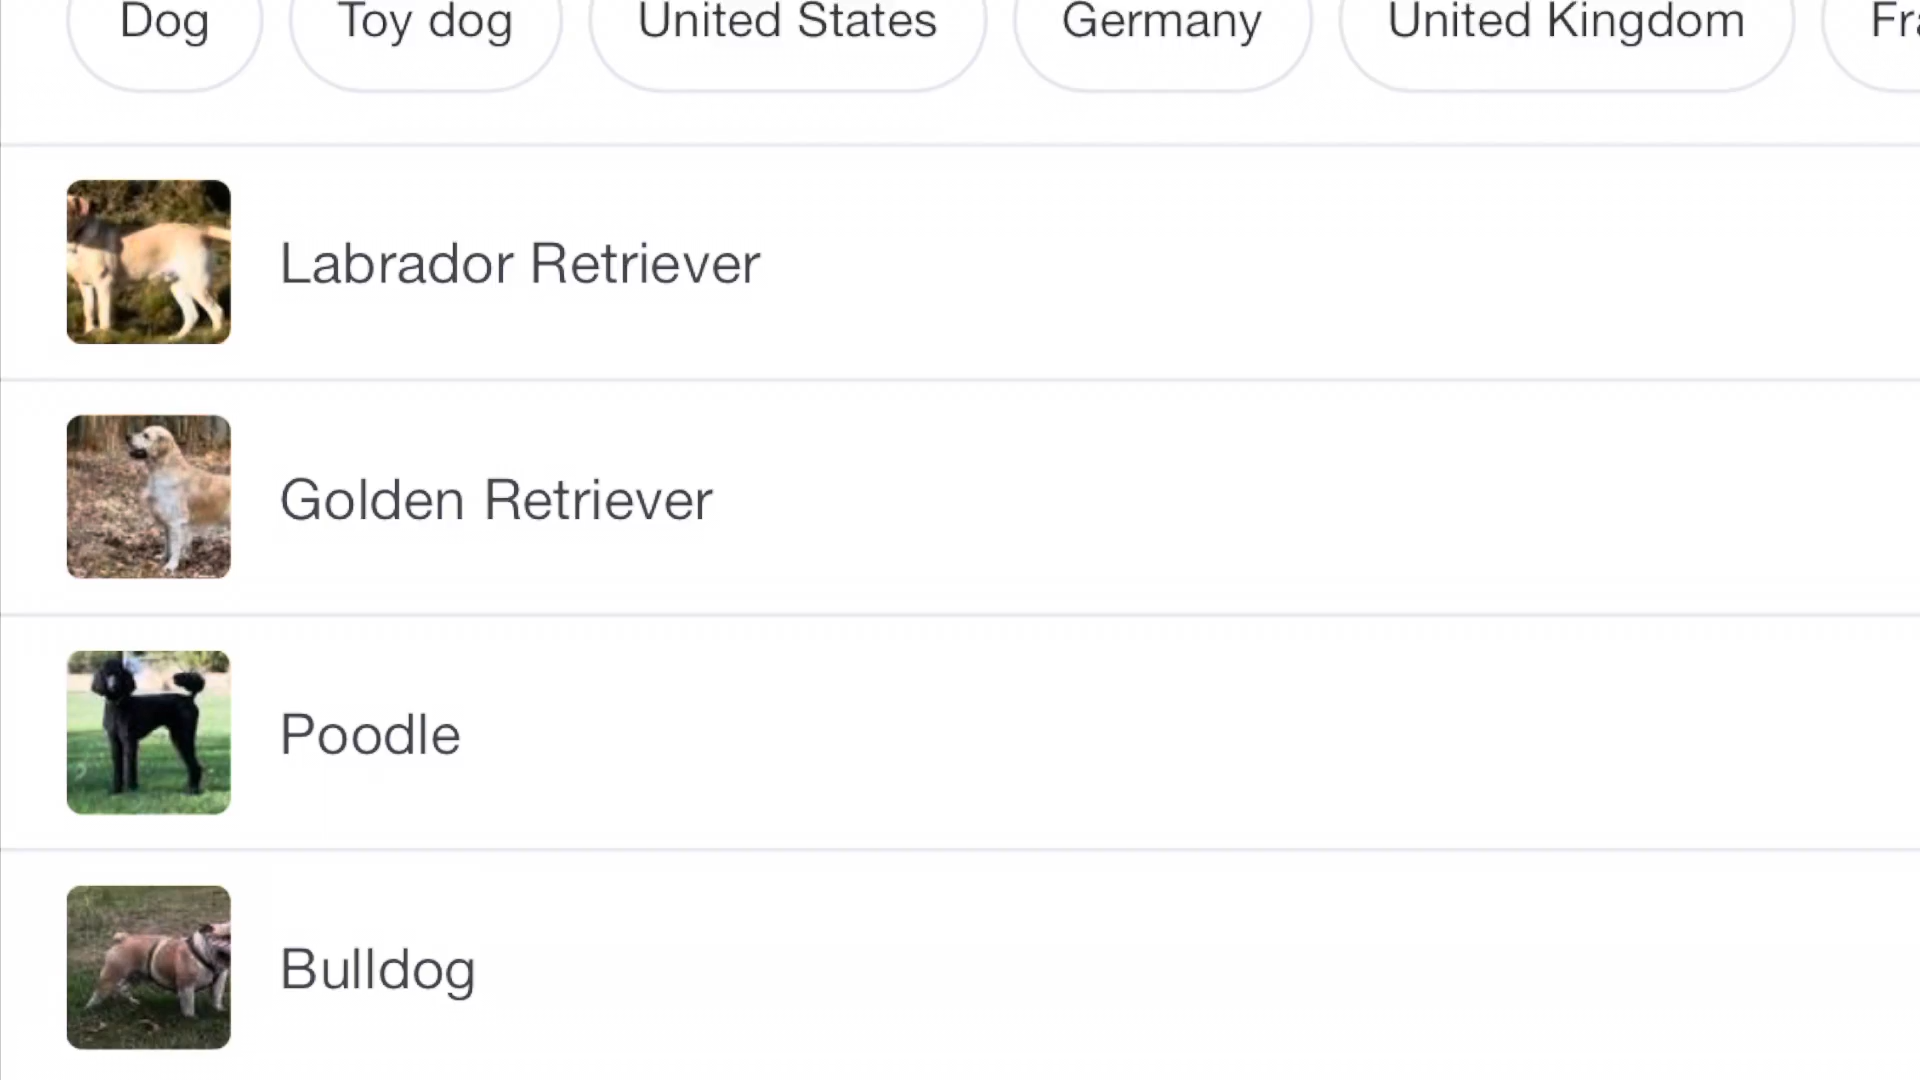 Dog Toy dog United States Germany United Kingdom
Labrador Retriever
Golden Retriever
Poodle
Bulldog